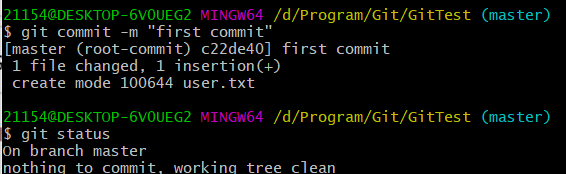 21154@DESKTOP-6VOUEG2 MINGW64 /d/Program/Git/GitTest (master)
$ git commit -m "first commit"
[master (root-commit) c22de40] first commit
 1 file changed, 1 insertion(+)
 create mode 100644 user.txt
21154@DESKTOP-6VOUEG2 MINGW64 /d/Program/Git/GitTest (master)
$ git status
On branch master
nothing to commit, working tree clean